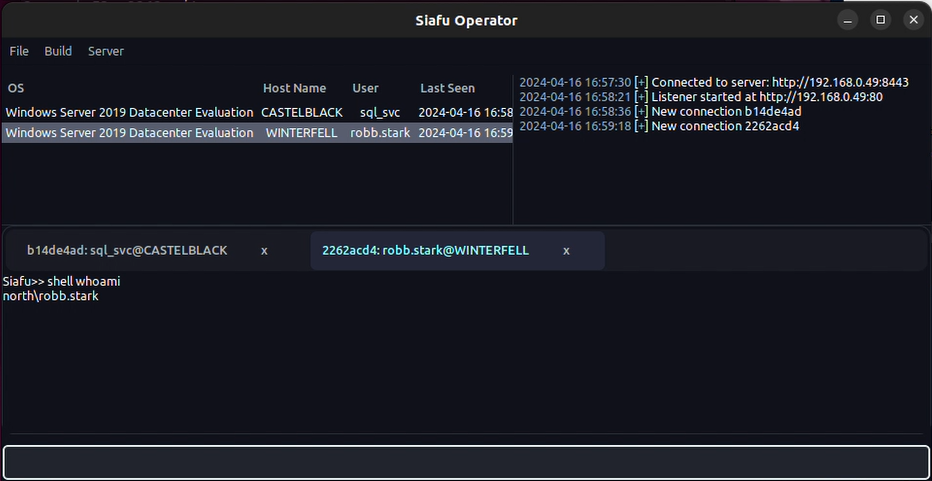 Siafu Operator
File Build Server
OS Host Name User Last Seen
Windows Server 2019 Datacenter Evaluation CASTELBLACK sql_svc 2024-04-16 16:58
Windows Server 2019 Datacenter Evaluation WINTERFELL robb.stark 2024-04-16 16:59
2024-04-16 16:57:30 [+] Connected to server: http://192.168.0.49:8443
2024-04-16 16:58:21 [+] Listener started at http://192.168.0.49:80
2024-04-16 16:58:36 [+] New connection b14de4ad
2024-04-16 16:59:18 [+] New connection 2262acd4
b14de4ad: sql_svc@CASTELBLACK x 2262acd4: robb.stark@WINTERFELL x
Siafu>> shell whoami
north\robb.stark